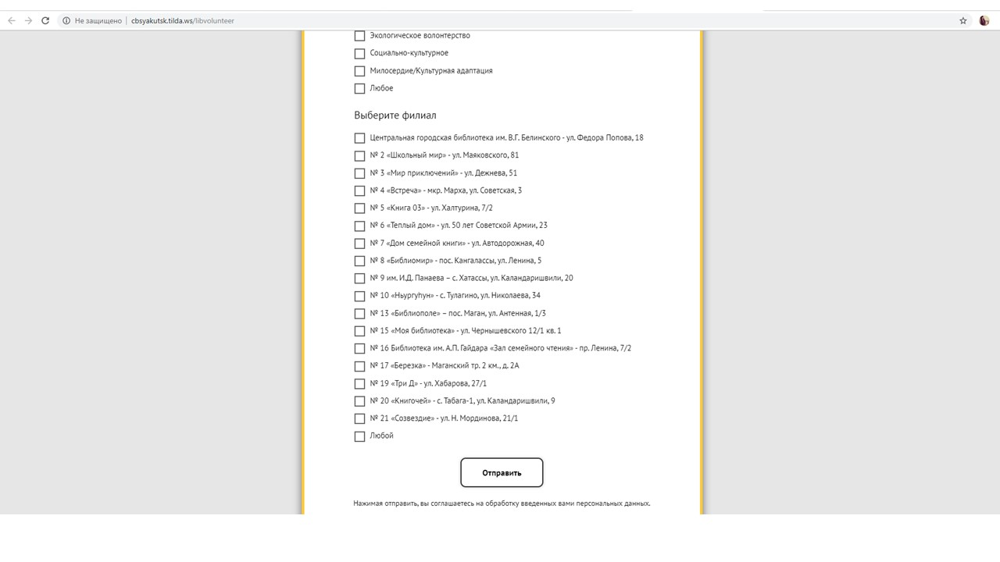 Не защищено | cbsyakutsk.tilda.ws/libvolunteer
Экологическое волонтерство
Социально-культурное
Милосердие/Культурная адаптация
Любое
Выберите филиал
Центральная городская библиотека им. В.Г. Белинского - ул. Федора Попова, 18
№ 2 «Школьный мир» - ул. Маяковского, 81
№ 3 «Мир приключений» - ул. Дежнева, 51
№ 4 «Встреча» - мкр. Марха, ул. Советская, 3
№ 5 «Книга 03» - ул. Халтурина, 7/2
№ 6 «Теплый дом» - ул. 50 лет Советской Армии, 23
№ 7 «Дом семейной книги» - ул. Автодорожная, 40
№ 8 «Библиомир» - пос. Кангалассы, ул. Ленина, 5
№ 9 им. И.Д. Панаева – с. Хатассы, ул. Каландаришвили, 20
№ 10 «Ньургуһун» - с. Тулагино, ул. Николаева, 34
№ 13 «Библиополе» – пос. Маган, ул. Антенная, 1/3
№ 15 «Моя библиотека» - ул. Чернышевского 12/1 кв. 1
№ 16 Библиотека им. А.П. Гайдара «Зал семейного чтения» - пр. Ленина, 7/2
№ 17 «Березка» - Маганский тр. 2 км., д. 2А
№ 19 «Три Д» - ул. Хабарова, 27/1
№ 20 «Книгочей» - с. Табага-1, ул. Каландаришвили, 9
№ 21 «Созвездие» - ул. Н. Мординова, 21/1
Любой
Отправить
Нажимая отправить, вы соглашаетесь на обработку введенных вами персональных данных.